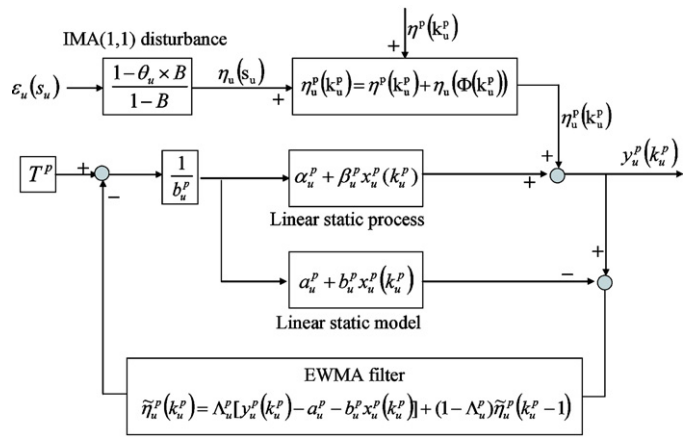 IMA(1,1) disturbance
η^p(k_u^p)
+
ε_u(s_u)
(1-θ_u × B)/(1-B)
η_u(s_u)
+
η_u^p(k_u^p) = η^p(k_u^p) + η_u(Φ(k_u^p))
η_u^p(k_u^p)
y_u^p(k_u^p)
T^p
+
−
1/b_u^p
α_u^p + β_u^p x_u^p(k_u^p)
+
+
Linear static process
+
a_u^p + b_u^p x_u^p(k_u^p)
−
Linear static model
EWMA filter
η̃_u^p(k_u^p) = Λ_u^p[y_u^p(k_u^p) − a_u^p − b_u^p x_u^p(k_u^p)] + (1−Λ_u^p)η̃_u^p(k_u^p −1)